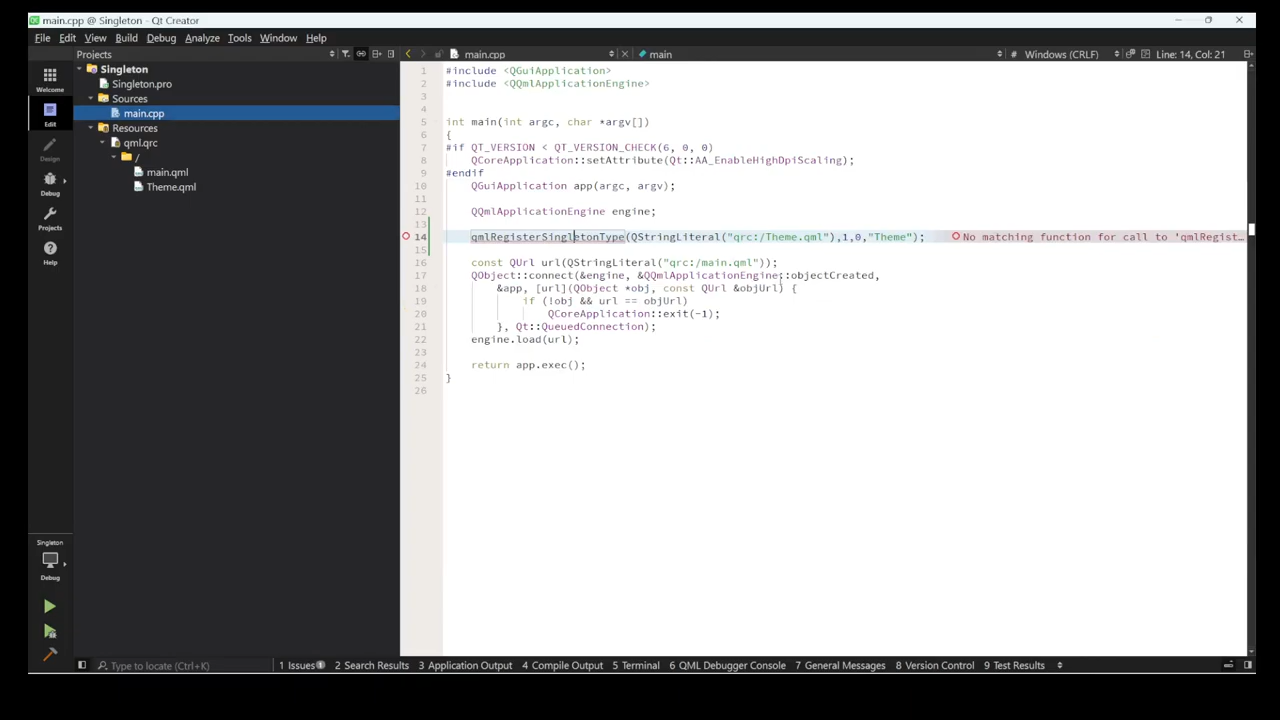 main.cpp @ Singleton - Qt Creator
File Edit View Build Debug Analyze Tools Window Help
Projects main.cpp main # Windows (CRLF) Line: 14, Col: 21
Welcome
Edit
Design
Debug
Projects
Help
Singleton
Debug
Singleton
Singleton.pro
Sources
main.cpp
Resources
qml.qrc
/
main.qml
Theme.qml
1 #include <QGuiApplication>
2 #include <QQmlApplicationEngine>
3
4
5 int main(int argc, char *argv[])
6 {
7 #if QT_VERSION < QT_VERSION_CHECK(6, 0, 0)
8 QCoreApplication::setAttribute(Qt::AA_EnableHighDpiScaling);
9 #endif
10 QGuiApplication app(argc, argv);
11
12 QQmlApplicationEngine engine;
13
14 qmlRegisterSingletonType(QStringLiteral("qrc:/Theme.qml"),1,0,"Theme"); No matching function for call to 'qmlRegist…
15
16 const QUrl url(QStringLiteral("qrc:/main.qml"));
17 QObject::connect(&engine, &QQmlApplicationEngine::objectCreated,
18 &app, [url](QObject *obj, const QUrl &objUrl) {
19 if (!obj && url == objUrl)
20 QCoreApplication::exit(-1);
21 }, Qt::QueuedConnection);
22 engine.load(url);
23
24 return app.exec();
25 }
26
Type to locate (Ctrl+K) 1 Issues 1 2 Search Results 3 Application Output 4 Compile Output 5 Terminal 6 QML Debugger Console 7 General Messages 8 Version Control 9 Test Results